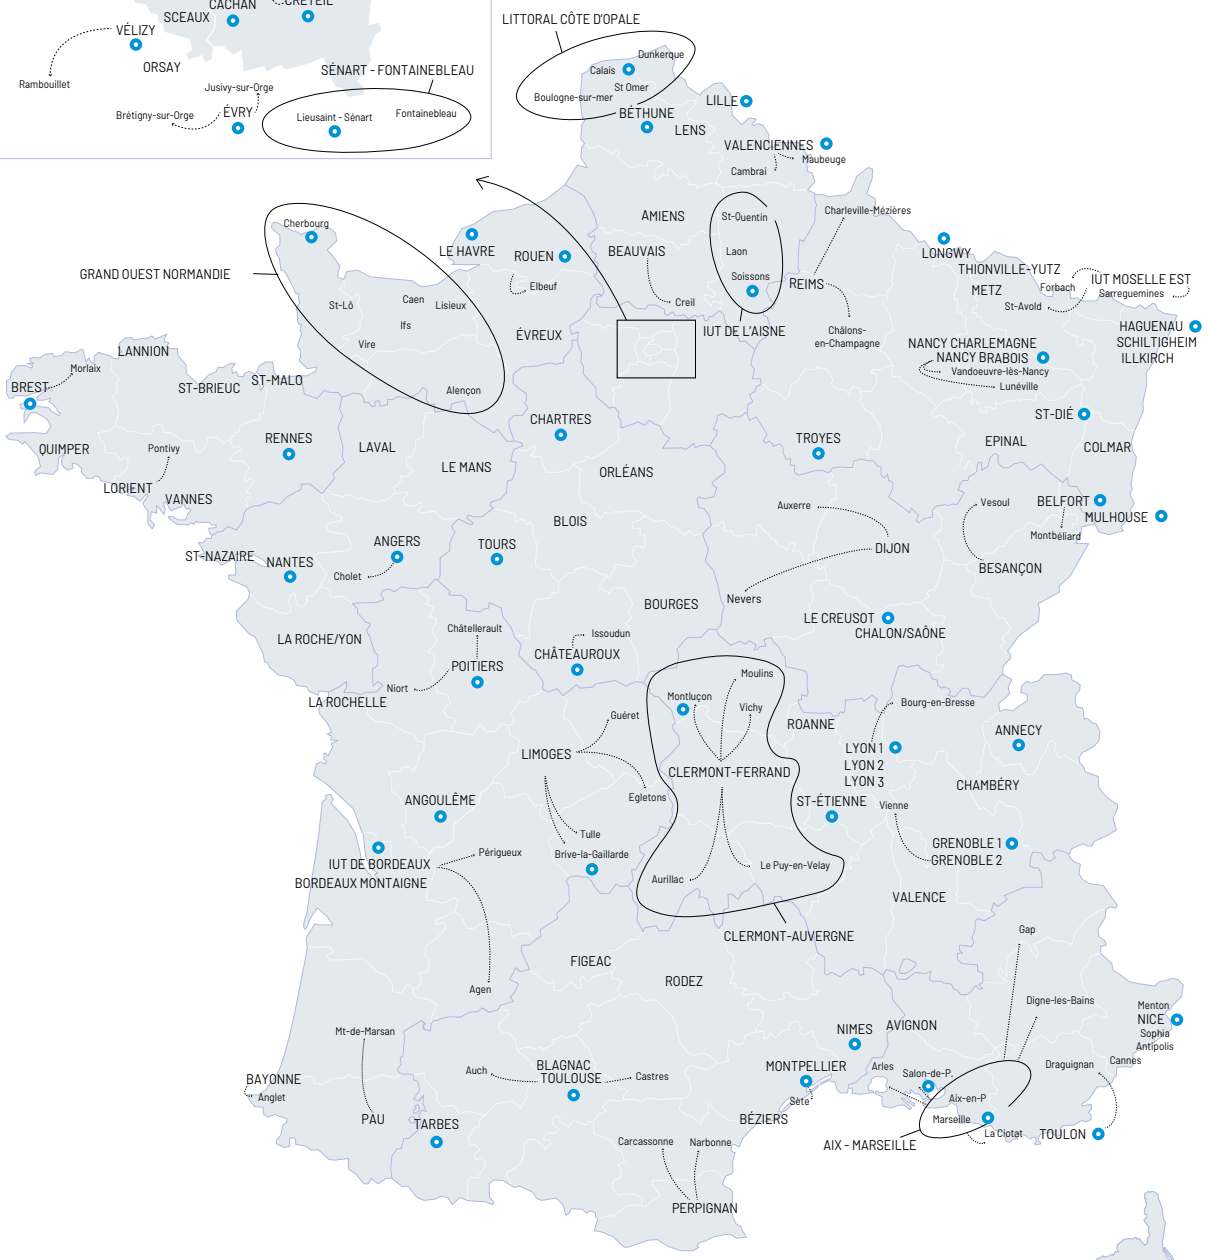 CACHAN
CRÉTEIL
SCEAUX
VÉLIZY
ORSAY
Rambouillet
SÉNART - FONTAINEBLEAU
Jusivy-sur-Orge
Brétigny-sur-Orge
ÉVRY
Lieusaint - Sénart
Fontainebleau
LITTORAL CÔTE D'OPALE
Dunkerque
Calais
St Omer
Boulogne-sur-mer
LILLE
BÉTHUNE
LENS
VALENCIENNES
Maubeuge
Cambrai
AMIENS
St-Quentin
Charleville-Mézières
Cherbourg
LE HAVRE
ROUEN
BEAUVAIS
Laon
LONGWY
GRAND OUEST NORMANDIE
Elbeuf
Soissons
REIMS
THIONVILLE-YUTZ
METZ
Forbach
IUT MOSELLE EST
Sarreguemines
St-Avold
St-Lô
Caen
Lisieux
Creil
Ifs
Vire
ÉVREUX
IUT DE L'AISNE
Châlons-
en-Champagne
HAGUENAU
SCHILTIGHEIM
ILLKIRCH
NANCY CHARLEMAGNE
NANCY BRABOIS
Vandoeuvre-lès-Nancy
Lunéville
LANNION
Morlaix
BREST
ST-BRIEUC
ST-MALO
Alençon
CHARTRES
ST-DIÉ
QUIMPER
Pontivy
RENNES
LAVAL
LE MANS
ORLÉANS
TROYES
EPINAL
COLMAR
LORIENT
VANNES
BLOIS
Auxerre
Vesoul
BELFORT
MULHOUSE
Montbéliard
ST-NAZAIRE
NANTES
ANGERS
Cholet
TOURS
DIJON
BESANÇON
BOURGES
Nevers
LE CREUSOT
CHALON/SAÔNE
LA ROCHE/YON
Châtellerault
Issoudun
CHÂTEAUROUX
POITIERS
Niort
LA ROCHELLE
Moulins
Montluçon
Vichy
Guéret
ROANNE
Bourg-en-Bresse
ANNECY
LIMOGES
LYON 1
LYON 2
LYON 3
CLERMONT-FERRAND
CHAMBÉRY
ANGOULÊME
Egletons
ST-ÉTIENNE
Vienne
Tulle
GRENOBLE 1
GRENOBLE 2
IUT DE BORDEAUX
BORDEAUX MONTAIGNE
Périgueux
Brive-la-Gaillarde
Aurillac
Le Puy-en-Velay
VALENCE
CLERMONT-AUVERGNE
Gap
FIGEAC
RODEZ
Agen
Digne-les-Bains
Menton
NICE
Sophia
Antipolis
Mt-de-Marsan
NIMES
AVIGNON
Cannes
BLAGNAC
TOULOUSE
Auch
Castres
MONTPELLIER
Arles
Salon-de-P.
Draguignan
BAYONNE
Anglet
Sète
Aix-en-P
PAU
TARBES
BÉZIERS
Marseille
La Ciotat
TOULON
AIX - MARSEILLE
Carcassonne
Narbonne
PERPIGNAN